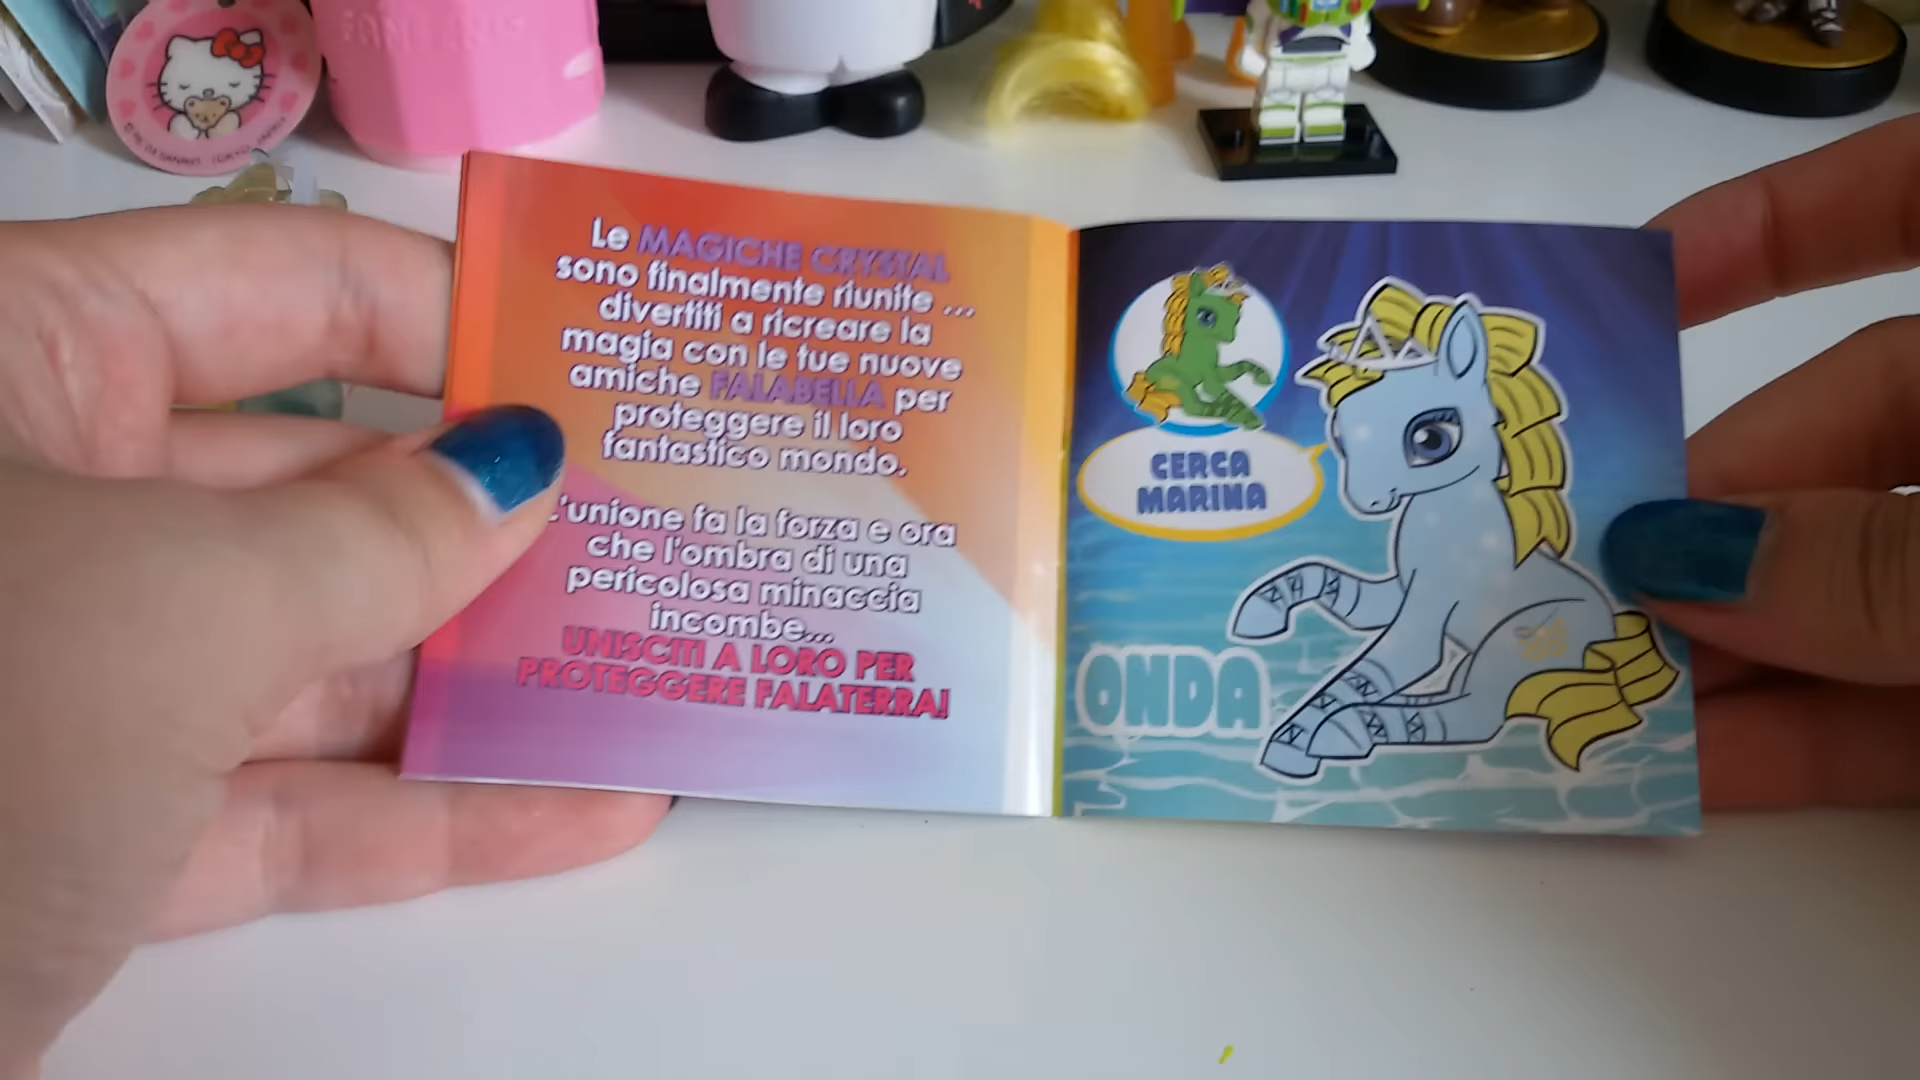 Le MAGICHE CRYSTAL
sono finalmente riunite ...
divertiti a ricreare la
magia con le tue nuove
amiche FALABELLA per
proteggere il loro
fantastico mondo.
L'unione fa la forza e ora
che l'ombra di una
pericolosa minaccia
incombe...
UNISCITI A LORO PER
PROTEGGERE FALATERRA!
CERCA
MARINA
ONDA